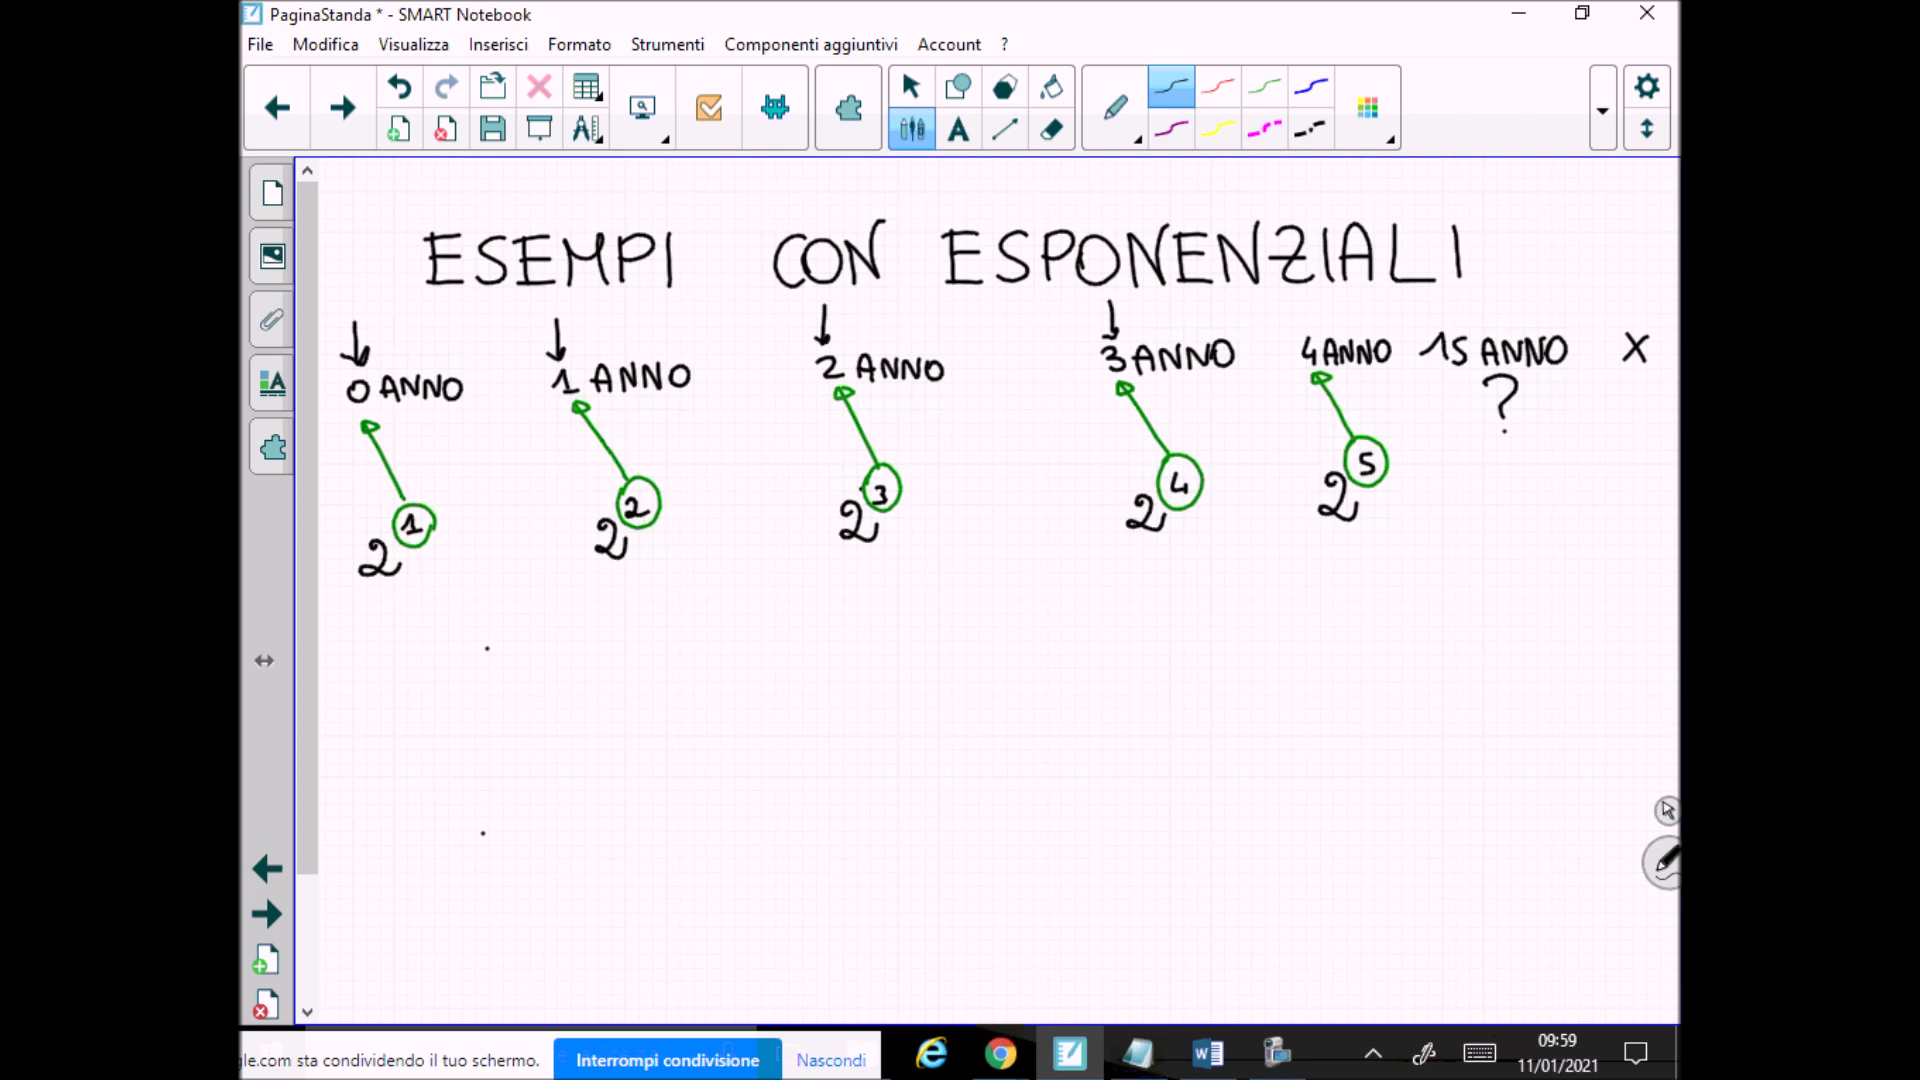 PaginaStanda * - SMART Notebook
File Modifica Visualizza Inserisci Formato Strumenti Componenti aggiuntivi Account ?
ESEMPI CON ESPONENZIALI
0 ANNO 1 ANNO 2 ANNO 3 ANNO 4 ANNO 15 ANNO X
?
2^1 2^2 2^3 2^4 2^5
gle.com sta condividendo il tuo schermo. Interrompi condivisione Nascondi
09:59
11/01/2021